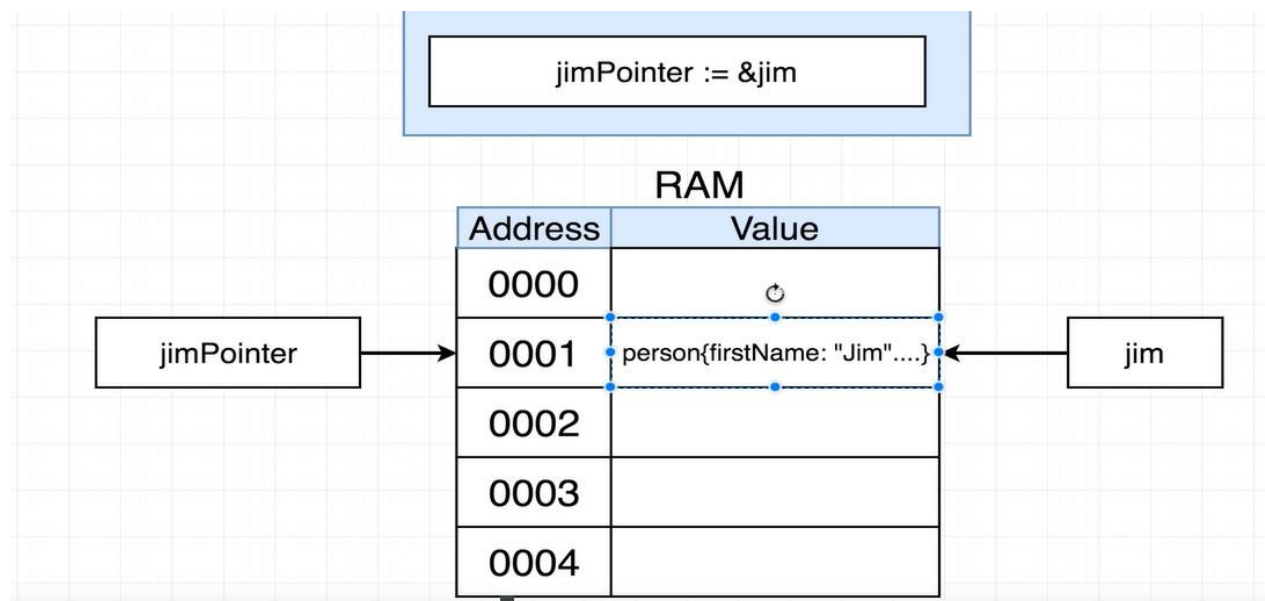 jimPointer := &jim
RAM
Address Value
0000
jimPointer 0001 person{firstName: "Jim"....} jim
0002
0003
0004